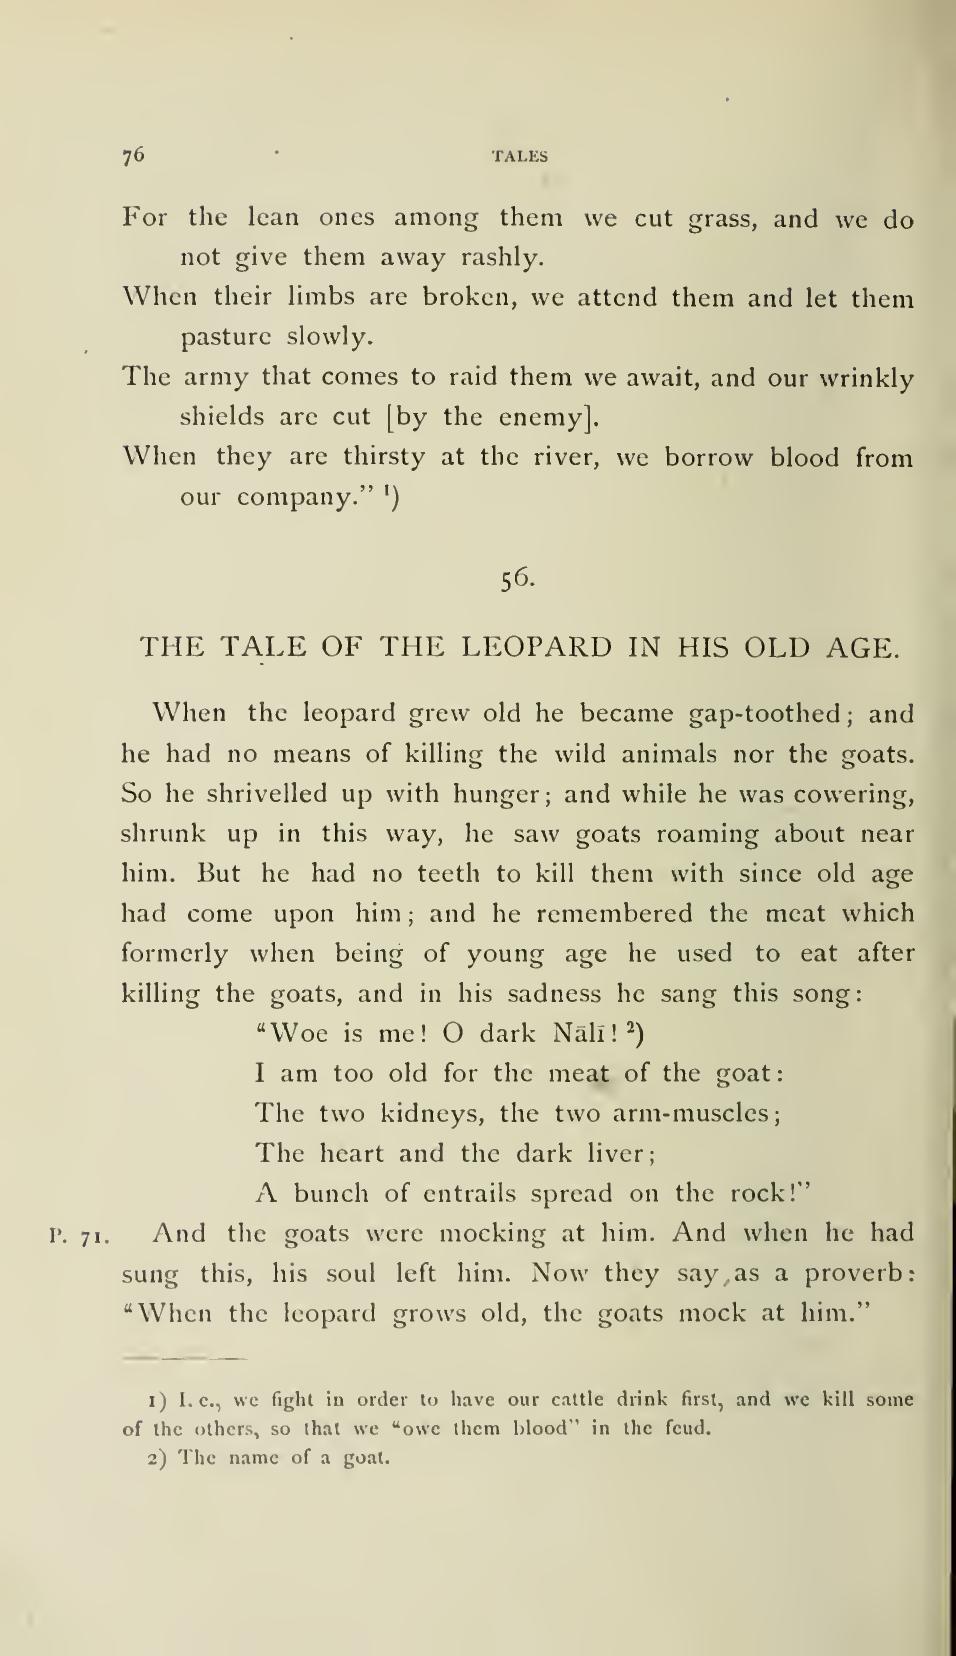 76 TALES
For the lean ones among them we cut grass, and we do
not give them away rashly.
When their limbs are broken, we attend them and let them
pasture slowly.
The army that comes to raid them we await, and our wrinkly
shields are cut [by the enemy].
When they are thirsty at the river, we borrow blood from
our company.” ¹)
56.
THE TALE OF THE LEOPARD IN HIS OLD AGE.
When the leopard grew old he became gap-toothed; and
he had no means of killing the wild animals nor the goats.
So he shrivelled up with hunger; and while he was cowering,
shrunk up in this way, he saw goats roaming about near
him. But he had no teeth to kill them with since old age
had come upon him; and he remembered the meat which
formerly when being of young age he used to eat after
killing the goats, and in his sadness he sang this song:
“Woe is me! O dark Nālī! ²)
I am too old for the meat of the goat:
The two kidneys, the two arm-muscles;
The heart and the dark liver;
A bunch of entrails spread on the rock!”
P. 71. And the goats were mocking at him. And when he had
sung this, his soul left him. Now they say as a proverb:
“When the leopard grows old, the goats mock at him.”
1) I. e., we fight in order to have our cattle drink first, and we kill some
of the others, so that we “owe them blood” in the feud.
2) The name of a goat.